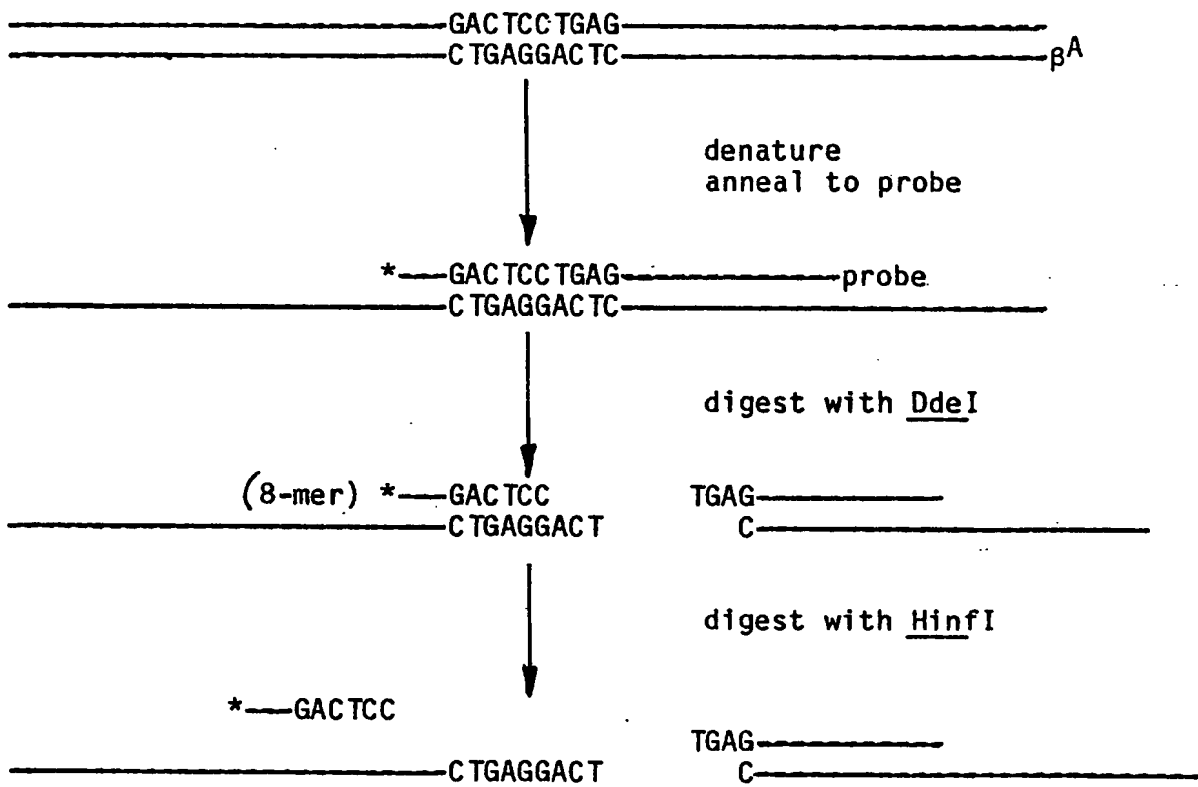 GACTCCTGAG
CTGAGGACTC βA
denature
anneal to probe
* GACTCCTGAG probe
CTGAGGACTC
digest with DdeI
(8-mer) * GACTCC TGAG
CTGAGGACT C
digest with HinfI
* GACTCC
TGAG
CTGAGGACT C